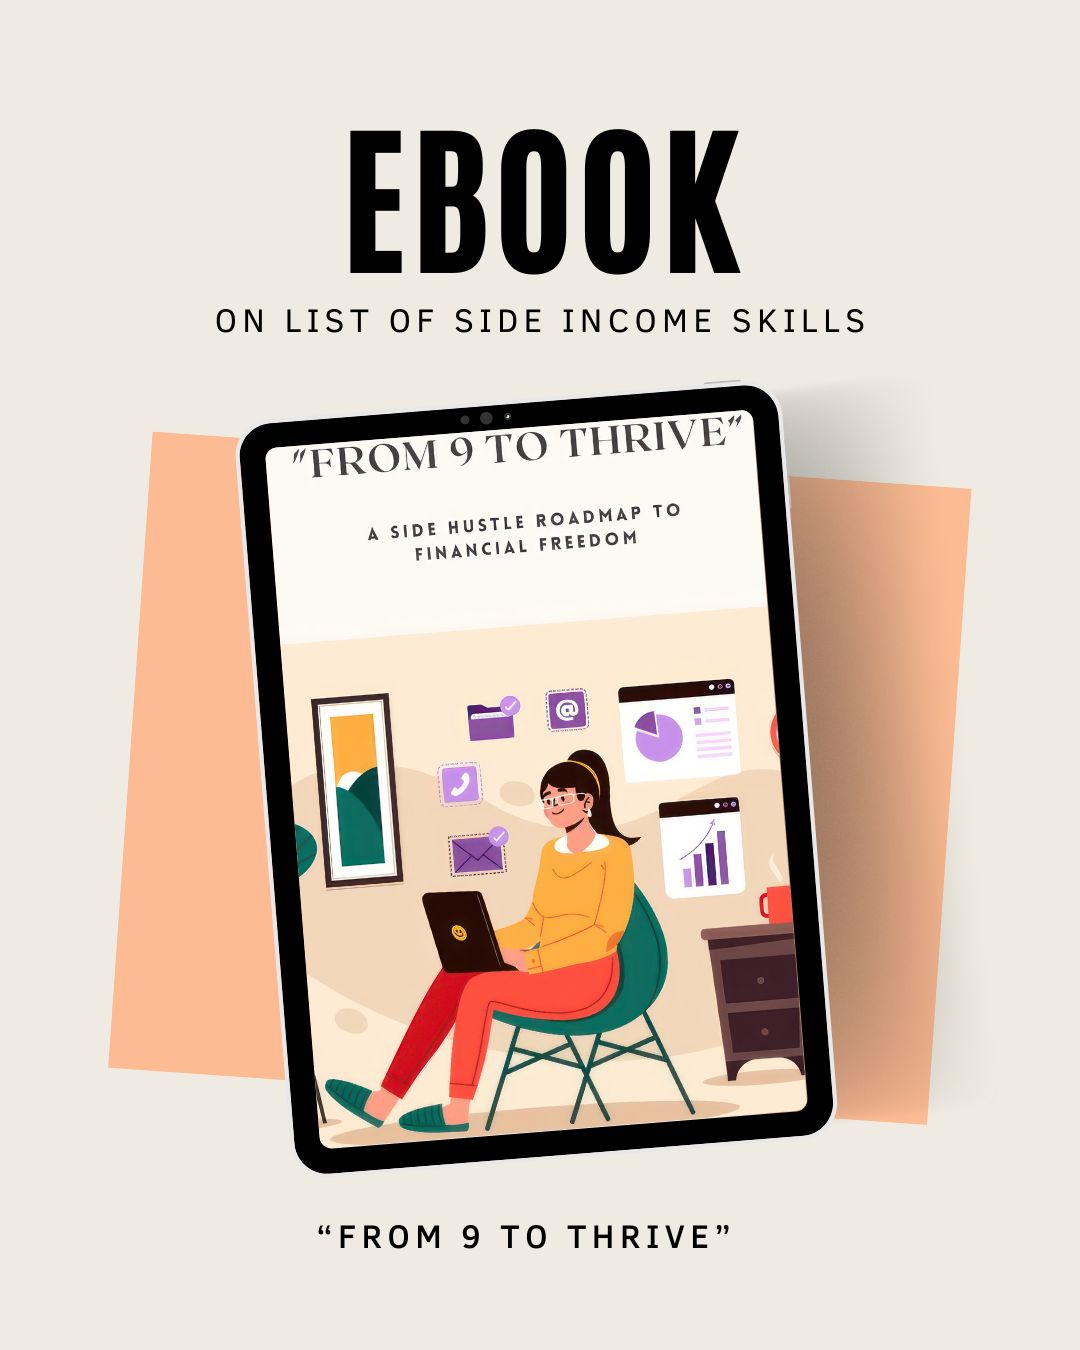 EBOOK
ON LIST OF SIDE INCOME SKILLS
"FROM 9 TO THRIVE"
A SIDE HUSTLE ROADMAP TO
FINANCIAL FREEDOM
@
“FROM 9 TO THRIVE”